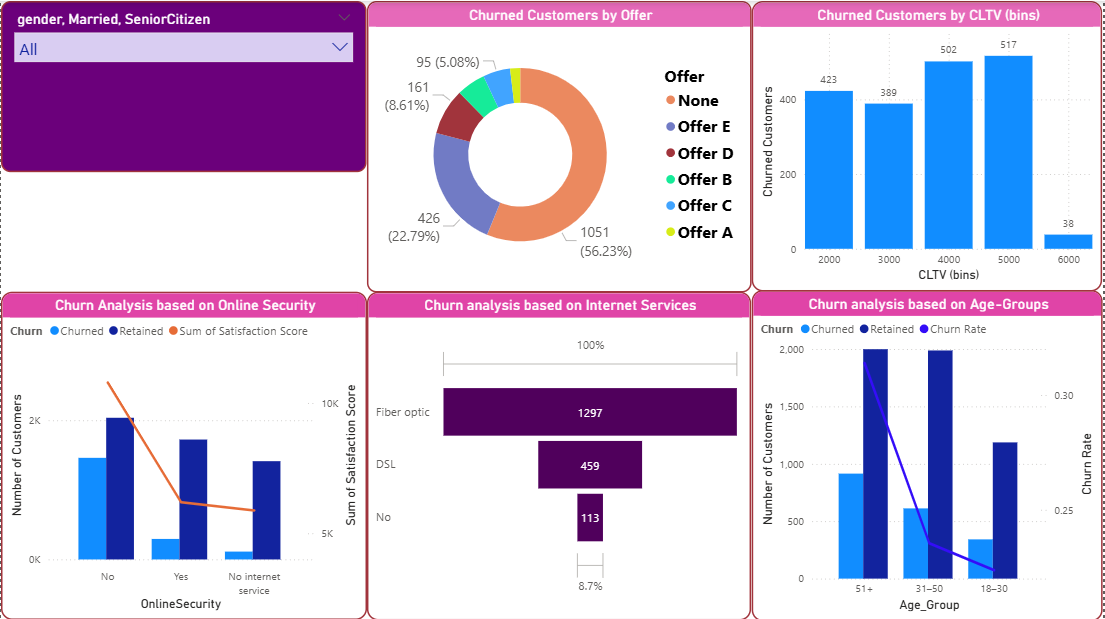 gender, Married, SeniorCitizen
All
Churned Customers by Offer
95 (5.08%)
161
(8.61%)
426
(22.79%)
1051
(56.23%)
Offer
None
Offer E
Offer D
Offer B
Offer C
Offer A
Churned Customers by CLTV (bins)
Churned Customers
400
200
0
423
389
502
517
38
2000 3000 4000 5000 6000
CLTV (bins)
Churn Analysis based on Online Security
Churn Churned Retained Sum of Satisfaction Score
Number of Customers
2K
0K
10K
5K
Sum of Satisfaction Score
No Yes No internet
service
OnlineSecurity
Churn analysis based on Internet Services
100%
Fiber optic 1297
DSL 459
No 113
8.7%
Churn analysis based on Age-Groups
Churn Churned Retained Churn Rate
Number of Customers
2,000
1,500
1,000
500
0
0.30
0.25
Churn Rate
51+ 31–50 18–30
Age_Group